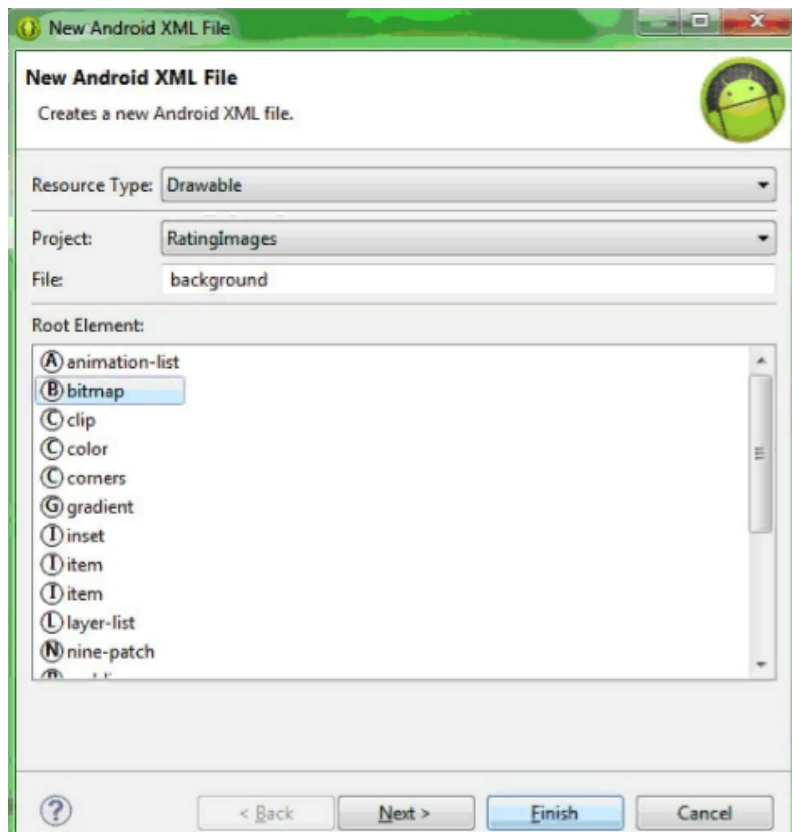 New Android XML File
New Android XML File
Creates a new Android XML file.
Resource Type: Drawable
Project: RatingImages
File: background
Root Element:
A animation-list
B bitmap
C clip
C color
C corners
G gradient
I inset
I item
I item
L layer-list
N nine-patch
? < Back Next > Finish Cancel